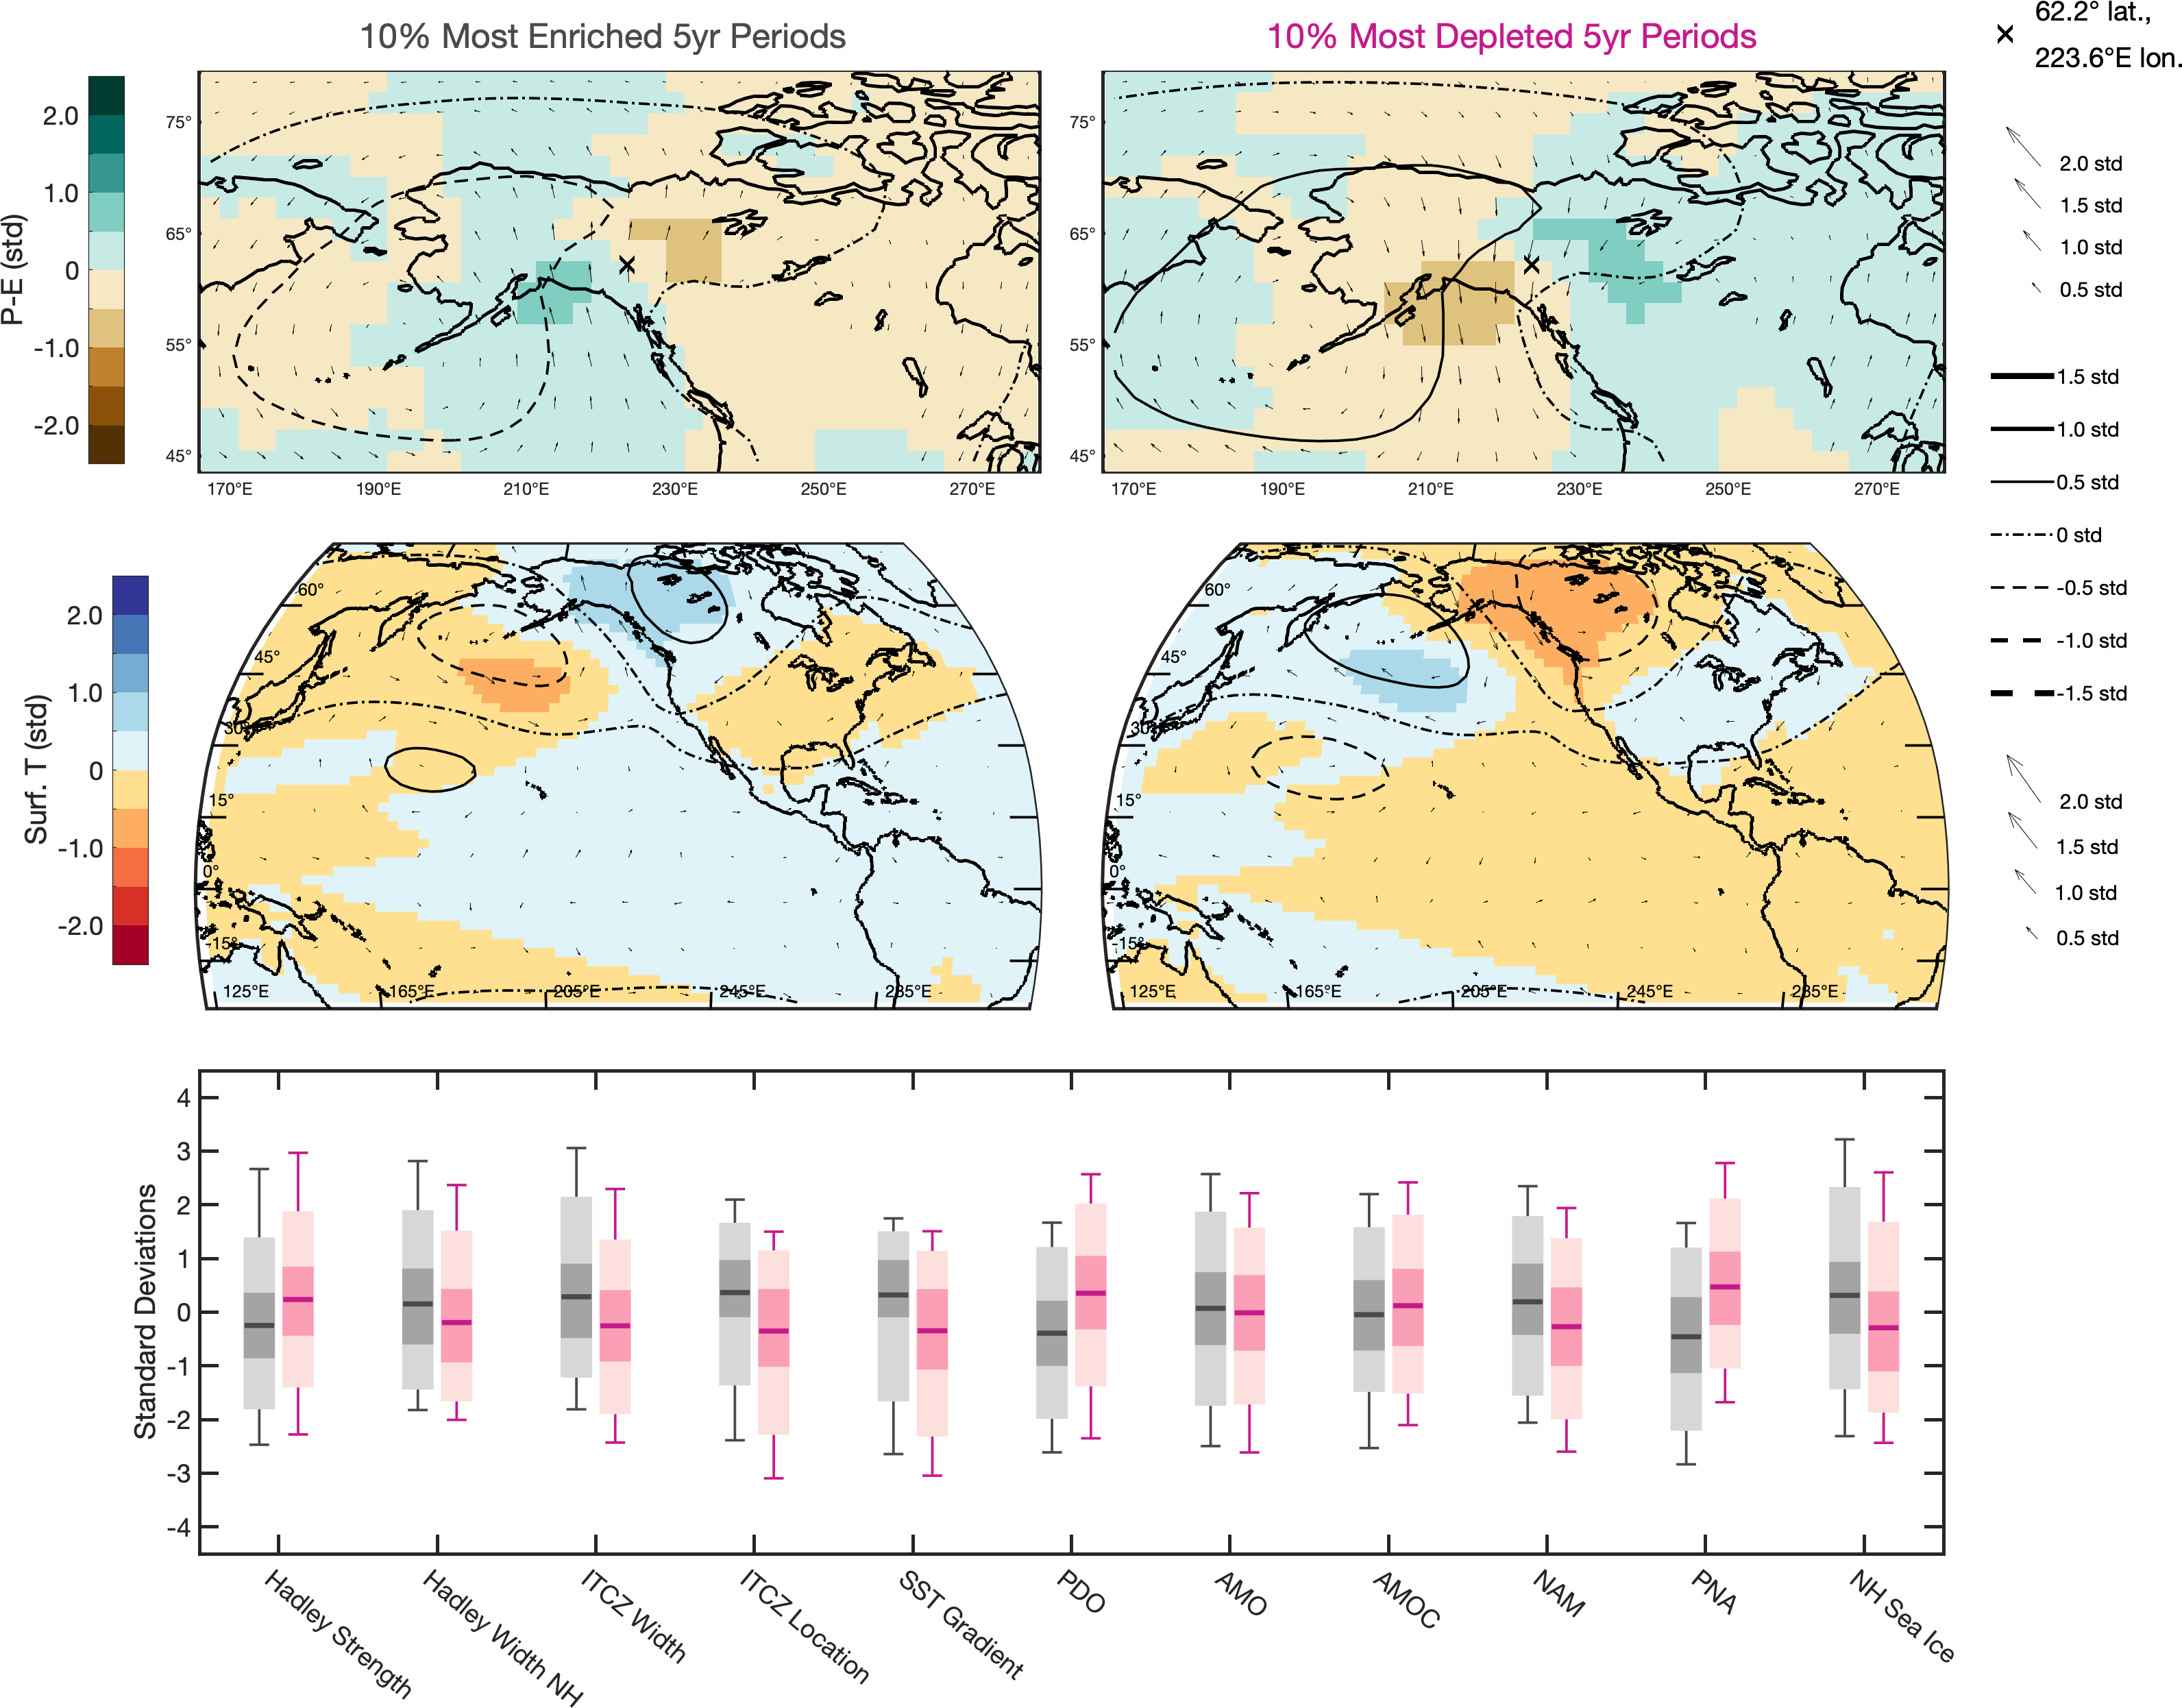 10% Most Enriched 5yr Periods
10% Most Depleted 5yr Periods
62.2° lat.,
223.6°E lon.
P-E (std)
2.0
1.0
0
-1.0
-2.0
75°
65°
55°
45°
170°E 190°E 210°E 230°E 250°E 270°E
75°
65°
55°
45°
170°E 190°E 210°E 230°E 250°E 270°E
2.0 std
1.5 std
1.0 std
0.5 std
1.5 std
1.0 std
0.5 std
0 std
-0.5 std
-1.0 std
-1.5 std
Surf. T (std)
2.0
1.0
0
-1.0
-2.0
60°
45°
30°
15°
0°
-15°
125°E 165°E 205°E 245°E 285°E
60°
45°
30°
15°
0°
-15°
125°E 165°E 205°E 245°E 285°E
2.0 std
1.5 std
1.0 std
0.5 std
Standard Deviations
4
3
2
1
0
-1
-2
-3
-4
Hadley Strength
Hadley Width NH
ITCZ Width
ITCZ Location
SST Gradient
PDO
AMO
AMOC
NAM
PNA
NH Sea Ice